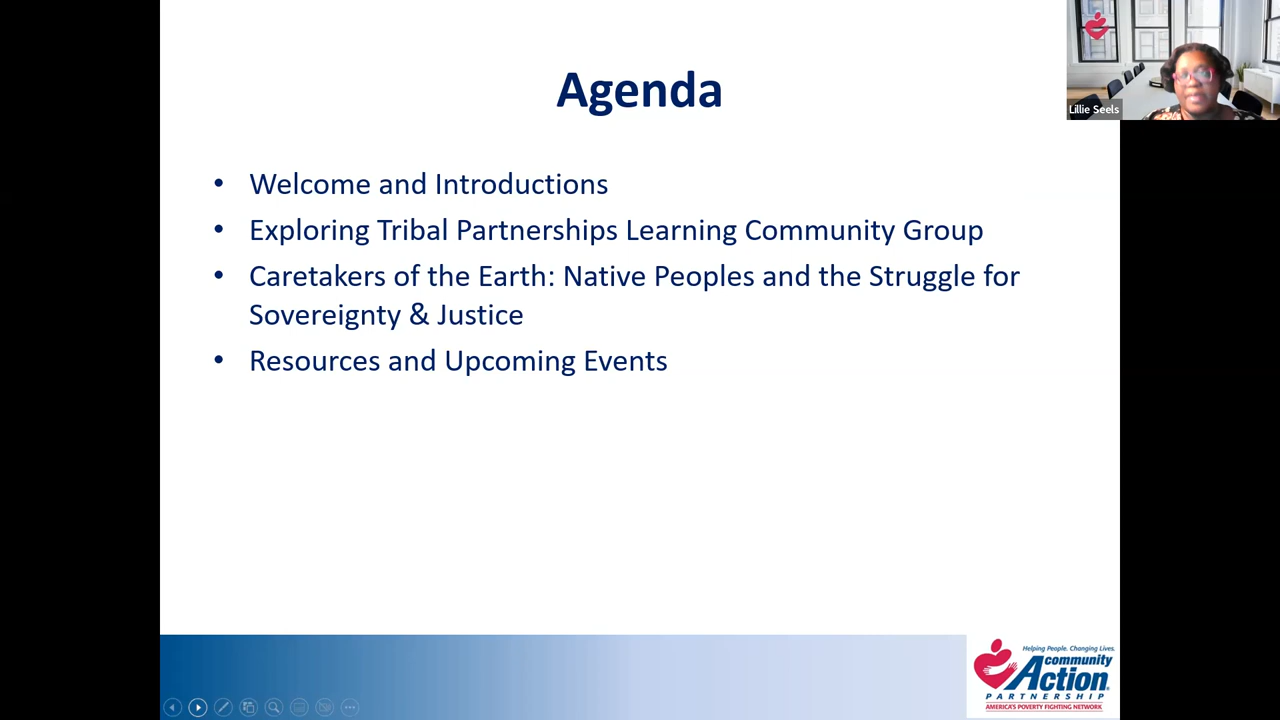 Agenda
Lillie Seels
• Welcome and Introductions
• Exploring Tribal Partnerships Learning Community Group
• Caretakers of the Earth: Native Peoples and the Struggle for
Sovereignty & Justice
• Resources and Upcoming Events
Helping People. Changing Lives.
community
Action®
PARTNERSHIP
AMERICA'S POVERTY FIGHTING NETWORK